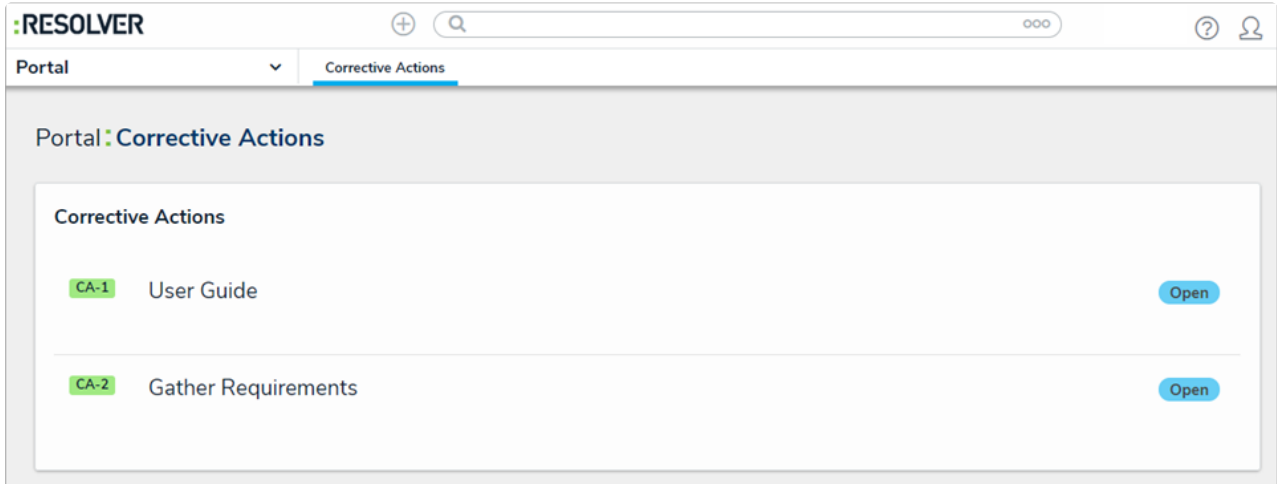 :RESOLVER
Portal
Corrective Actions
Portal:Corrective Actions
Corrective Actions
CA-1 User Guide Open
CA-2 Gather Requirements Open